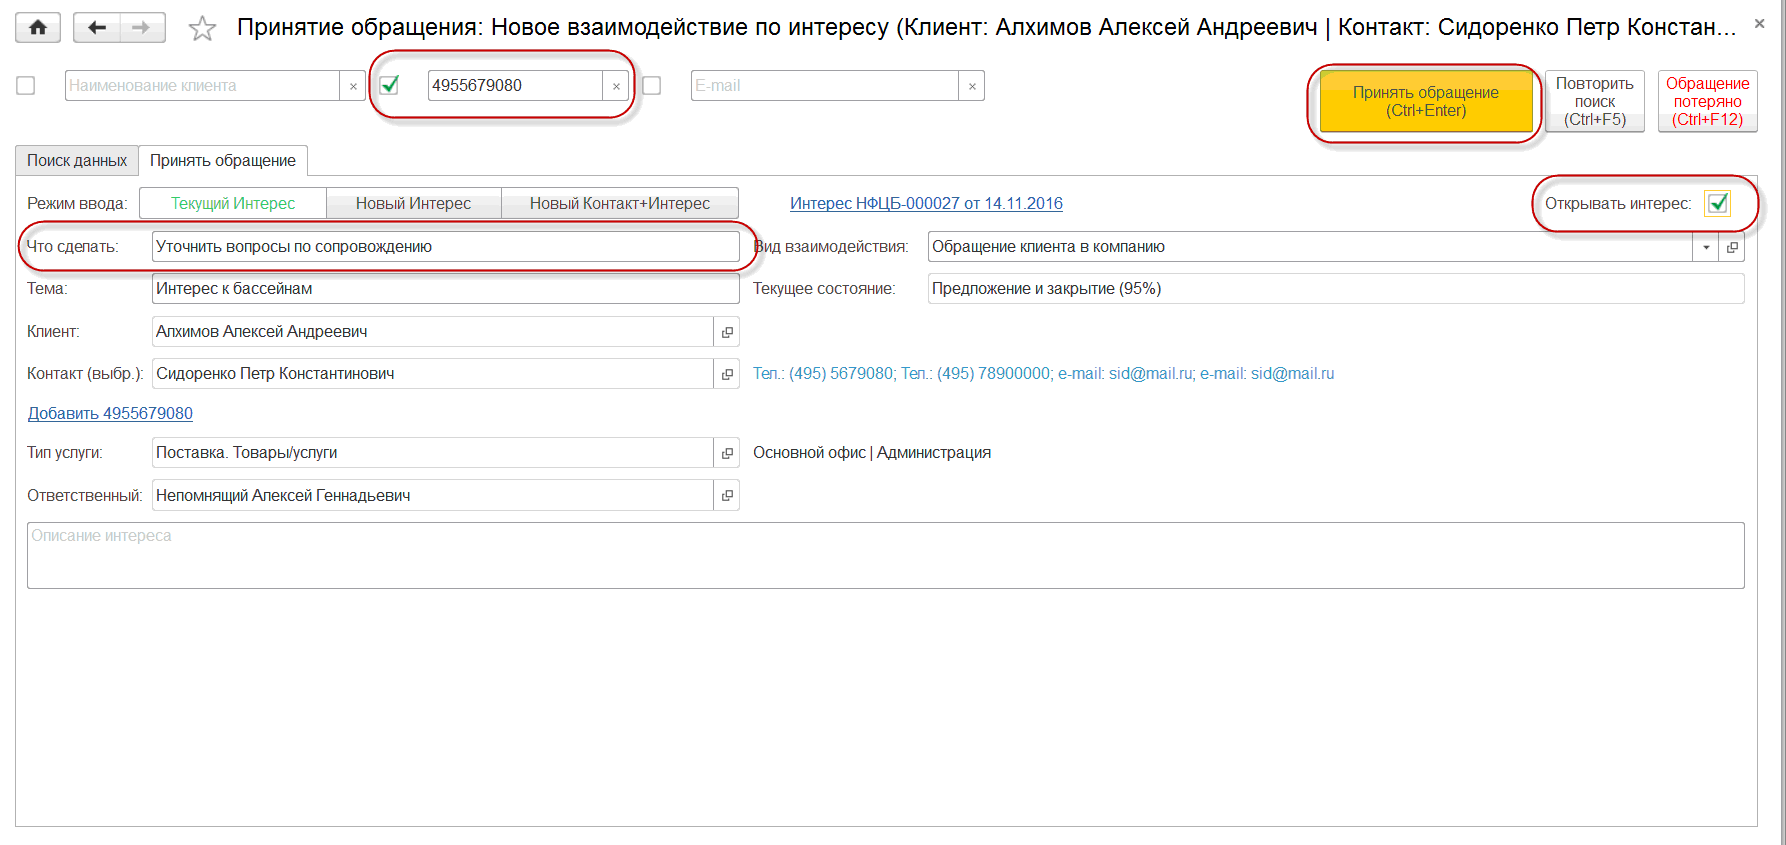 Принятие обращения: Новое взаимодействие по интересу (Клиент: Алхимов Алексей Андреевич | Контакт: Сидоренко Петр Констан...
Наименование клиента
4955679080
E-mail
Принять обращение
(Ctrl+Enter)
Повторить
поиск
(Ctrl+F5)
Обращение
потеряно
(Ctrl+F12)
Поиск данных
Принять обращение
Режим ввода:
Текущий Интерес
Новый Интерес
Новый Контакт+Интерес
Интерес НФЦБ-000027 от 14.11.2016
Открывать интерес:
Что сделать:
Уточнить вопросы по сопровождению
Вид взаимодействия:
Обращение клиента в компанию
Тема:
Интерес к бассейнам
Текущее состояние:
Предложение и закрытие (95%)
Клиент:
Алхимов Алексей Андреевич
Контакт (выбр.):
Сидоренко Петр Константинович
Тел.: (495) 5679080; Тел.: (495) 78900000; e-mail: sid@mail.ru; e-mail: sid@mail.ru
Добавить 4955679080
Тип услуги:
Поставка. Товары/услуги
Основной офис | Администрация
Ответственный:
Непомнящий Алексей Геннадьевич
Описание интереса